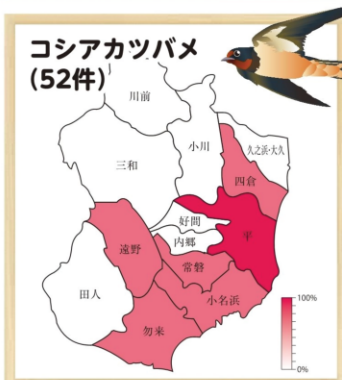 コシアカツバメ
(52件)
川前
小川
久之浜・大久
三和
四倉
好間
平
内郷
遠野
常磐
田人
小名浜
勿来
100%
0%